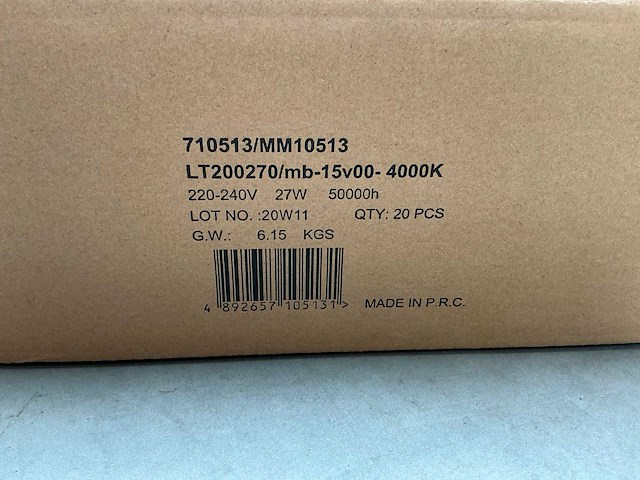 710513/MM10513
LT200270/mb-15v00- 4000K
220-240V 27W 50000h
LOT NO. :20W11 QTY: 20 PCS
G.W.: 6.15 KGS
4 892657 105131 >
MADE IN P.R.C.